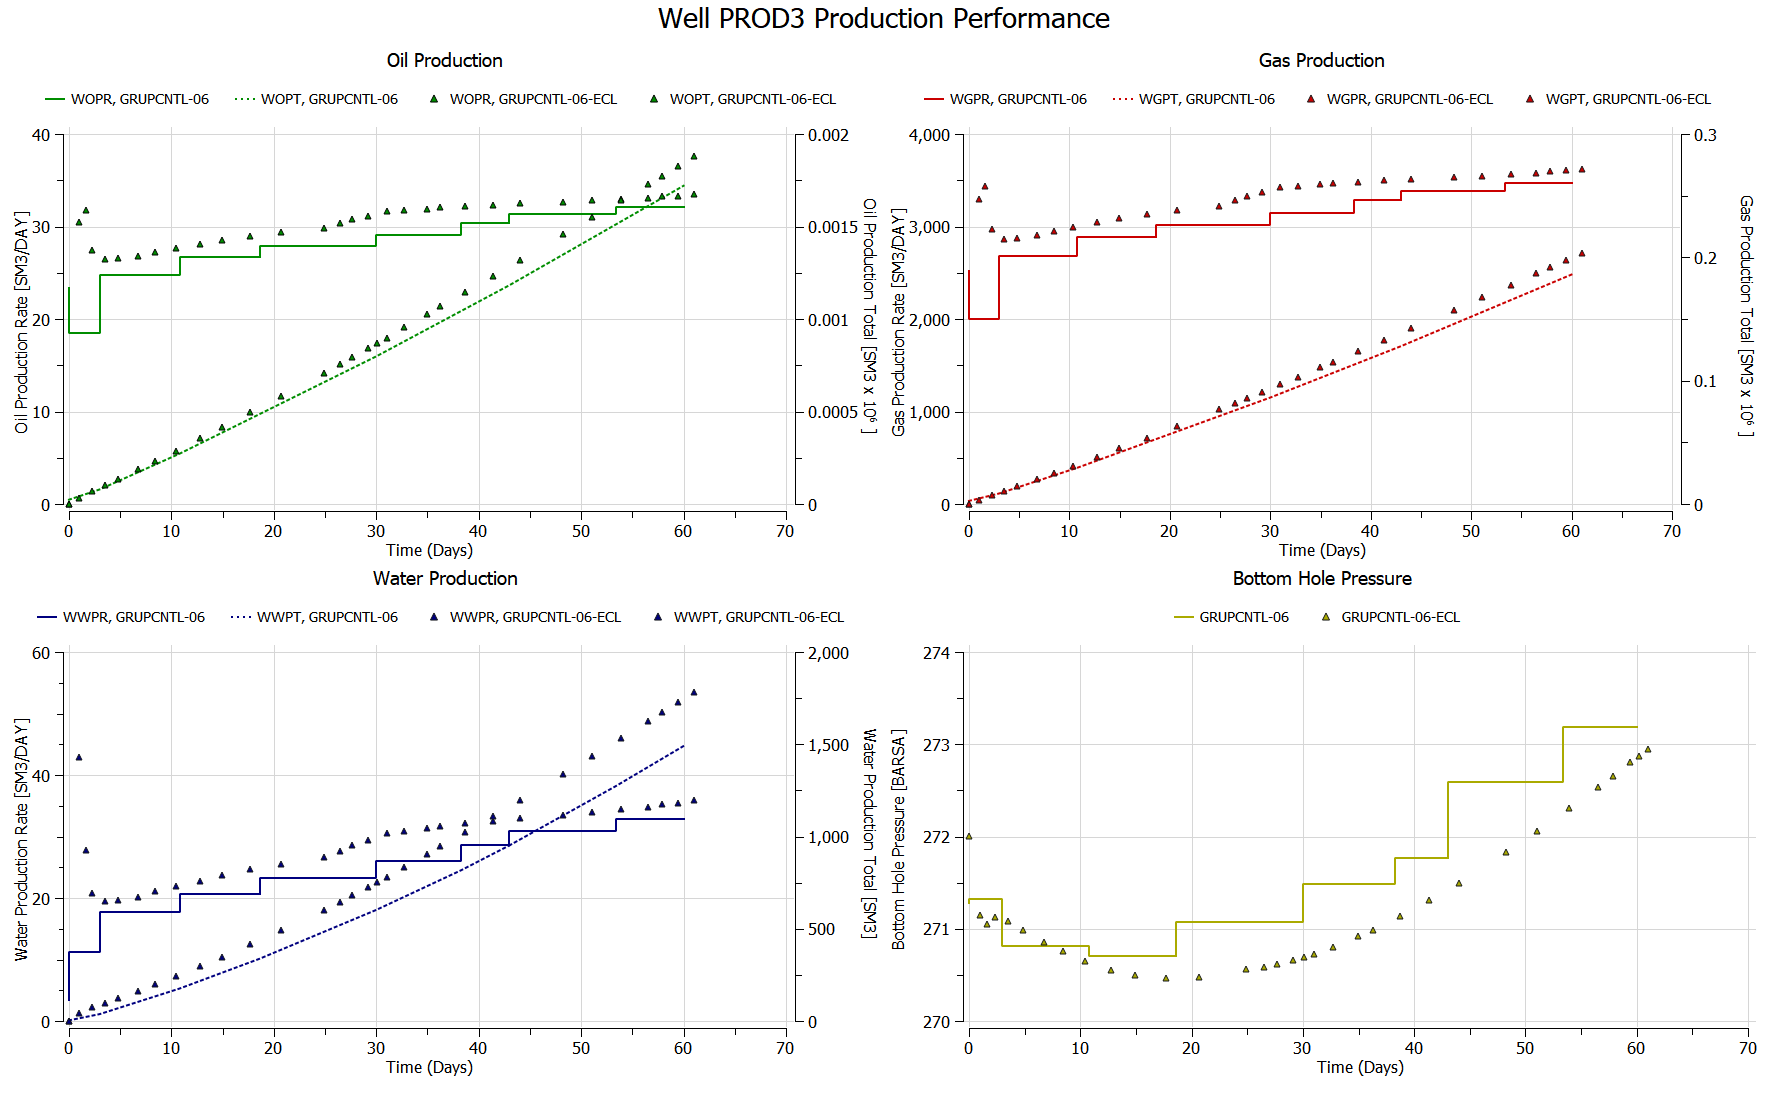 Well PROD3 Production Performance
Oil Production
WOPR, GRUPCNTL-06 WOPT, GRUPCNTL-06 WOPR, GRUPCNTL-06-ECL WOPT, GRUPCNTL-06-ECL
Oil Production Rate [SM3/DAY]
40
30
20
10
0
0.002
0.0015
0.001
0.0005
0
Oil Production Total [SM3 x 10⁶ ]
0 10 20 30 40 50 60 70
Time (Days)
Gas Production
WGPR, GRUPCNTL-06 WGPT, GRUPCNTL-06 WGPR, GRUPCNTL-06-ECL WGPT, GRUPCNTL-06-ECL
Gas Production Rate [SM3/DAY]
4,000
3,000
2,000
1,000
0
0.3
0.2
0.1
0
Gas Production Total [SM3 x 10⁶ ]
0 10 20 30 40 50 60 70
Time (Days)
Water Production
WWPR, GRUPCNTL-06 WWPT, GRUPCNTL-06 WWPR, GRUPCNTL-06-ECL WWPT, GRUPCNTL-06-ECL
Water Production Rate [SM3/DAY]
60
40
20
0
2,000
1,500
1,000
500
0
Water Production Total [SM3]
0 10 20 30 40 50 60 70
Time (Days)
Bottom Hole Pressure
GRUPCNTL-06 GRUPCNTL-06-ECL
Bottom Hole Pressure [BARSA]
274
273
272
271
270
0 10 20 30 40 50 60 70
Time (Days)